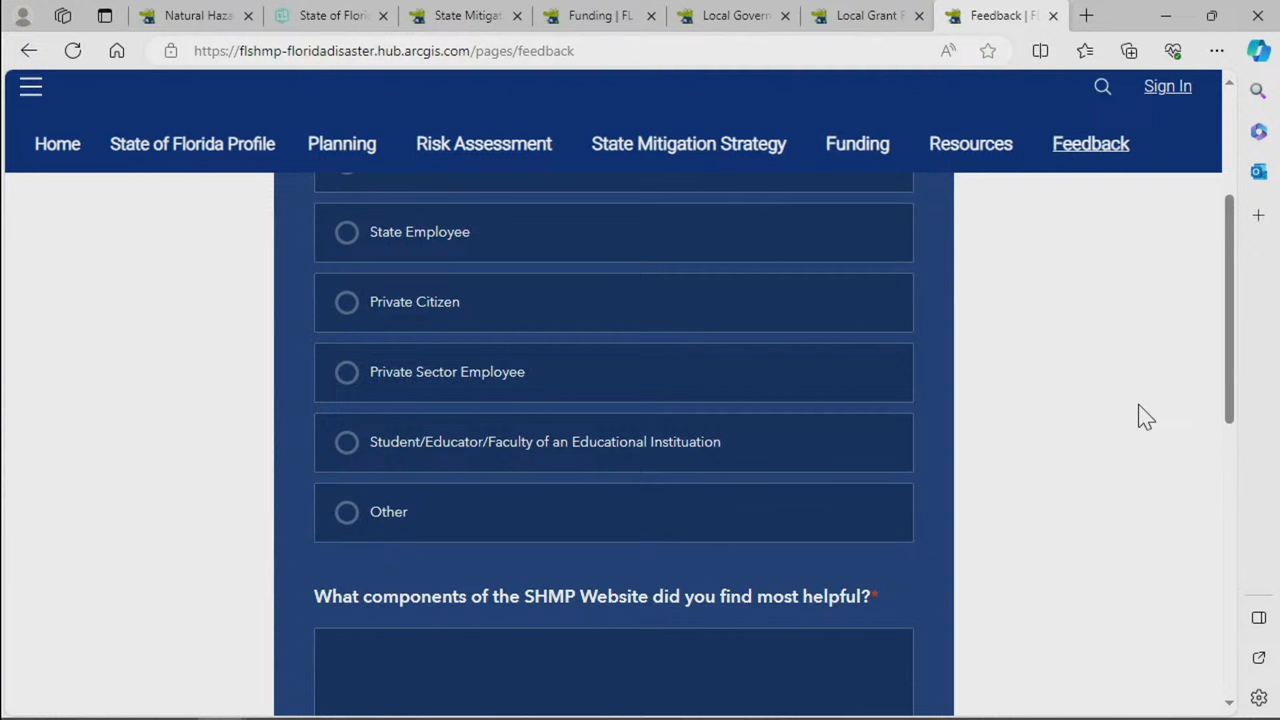 Natural Haza
State of Flori
State Mitigat
Funding | FL
Local Govern
Local Grant P
Feedback | FL
https://flshmp-floridadisaster.hub.arcgis.com/pages/feedback
Sign In
Home State of Florida Profile Planning Risk Assessment State Mitigation Strategy Funding Resources Feedback
State Employee
Private Citizen
Private Sector Employee
Student/Educator/Faculty of an Educational Instituation
Other
What components of the SHMP Website did you find most helpful?*